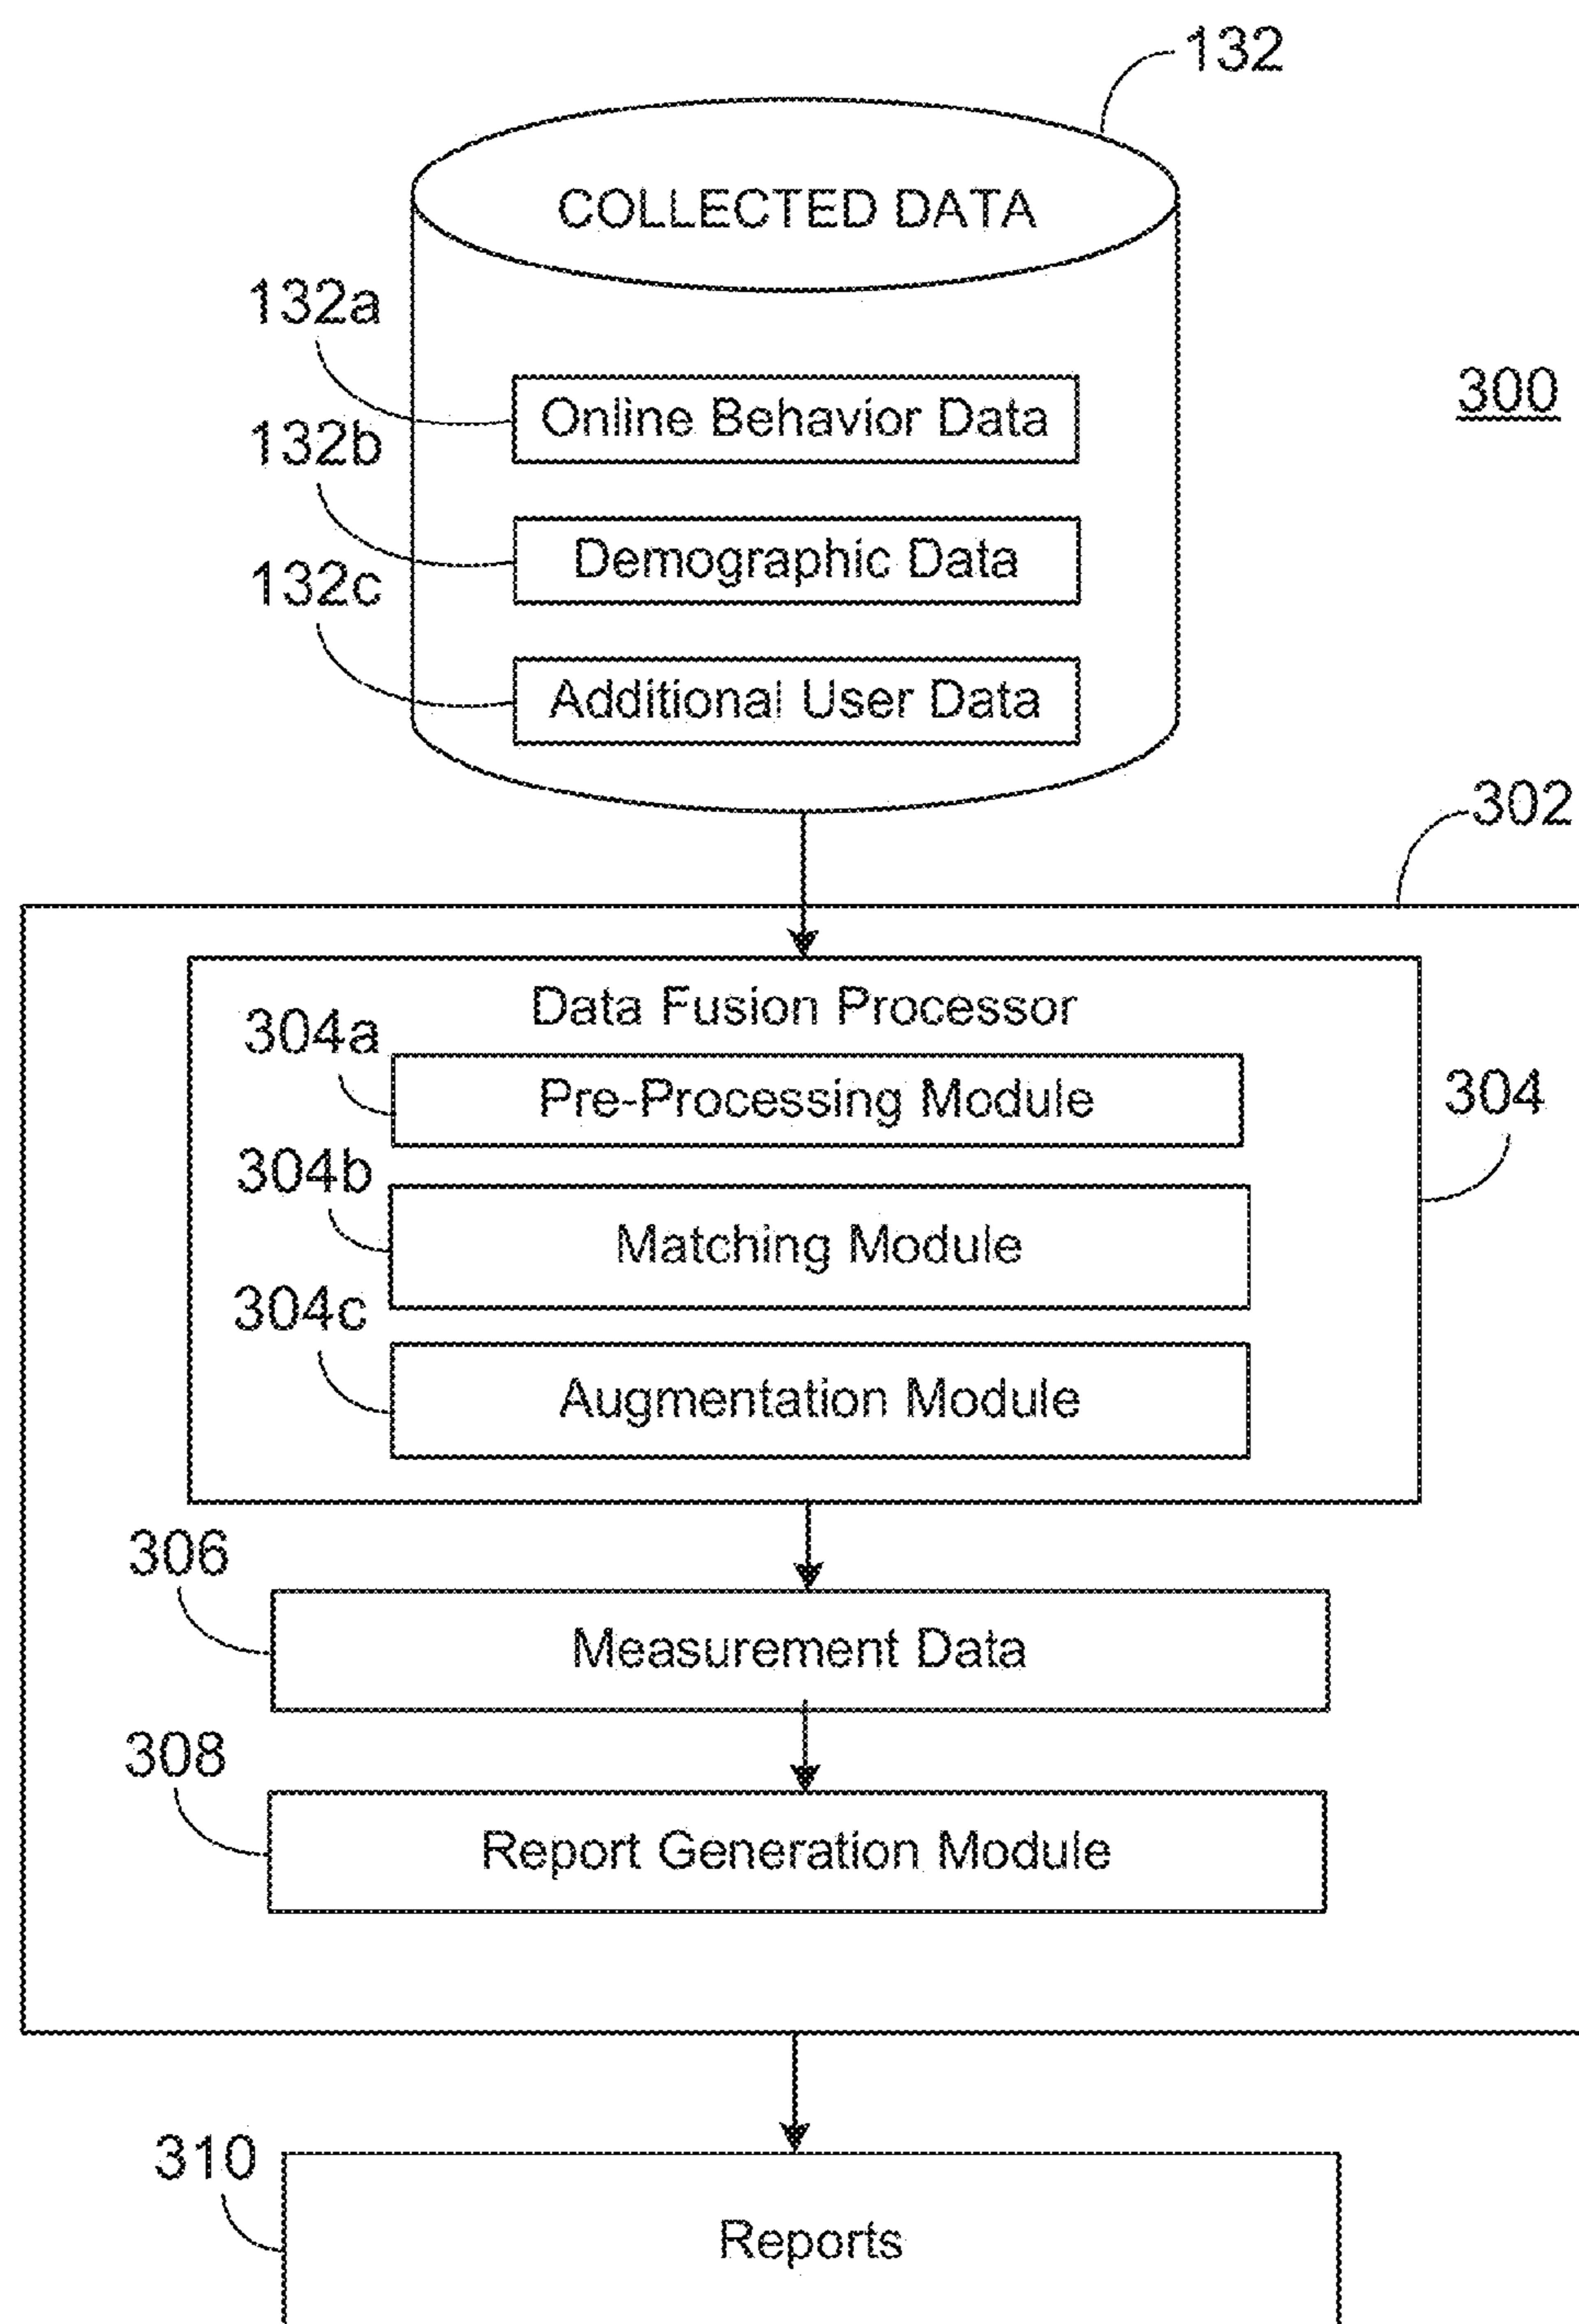 132
COLLECTED DATA
132a
300
Online Behavior Data
132b
Demographic Data
132c
Additional User Data
302
Data Fusion Processor
304a
Pre-Processing Module
304
304b
Matching Module
304c
Augmentation Module
306
Measurement Data
308
Report Generation Module
310
Reports